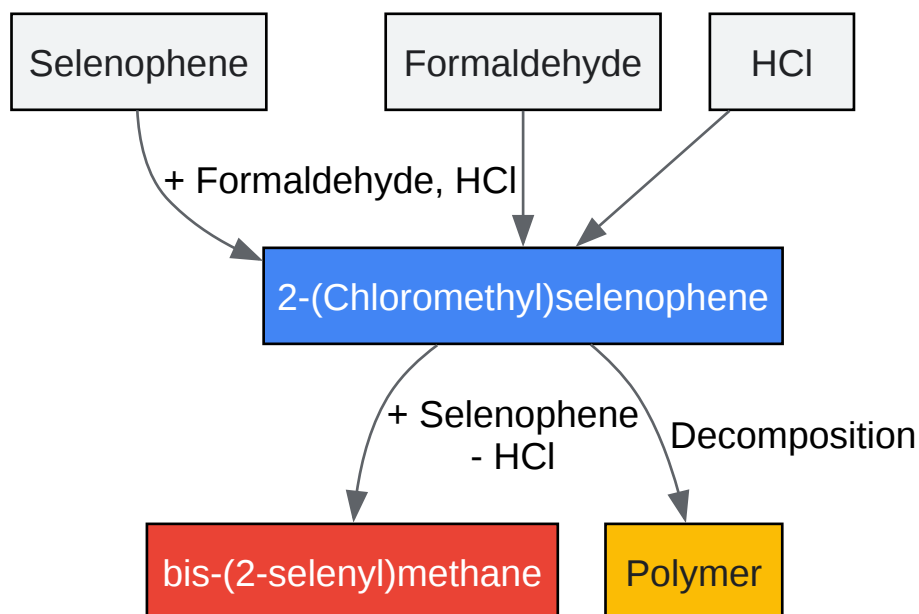 Selenophene
Formaldehyde
HCl
+ Formaldehyde, HCl
2-(Chloromethyl)selenophene
+ Selenophene
- HCl
Decomposition
bis-(2-selenyl)methane
Polymer